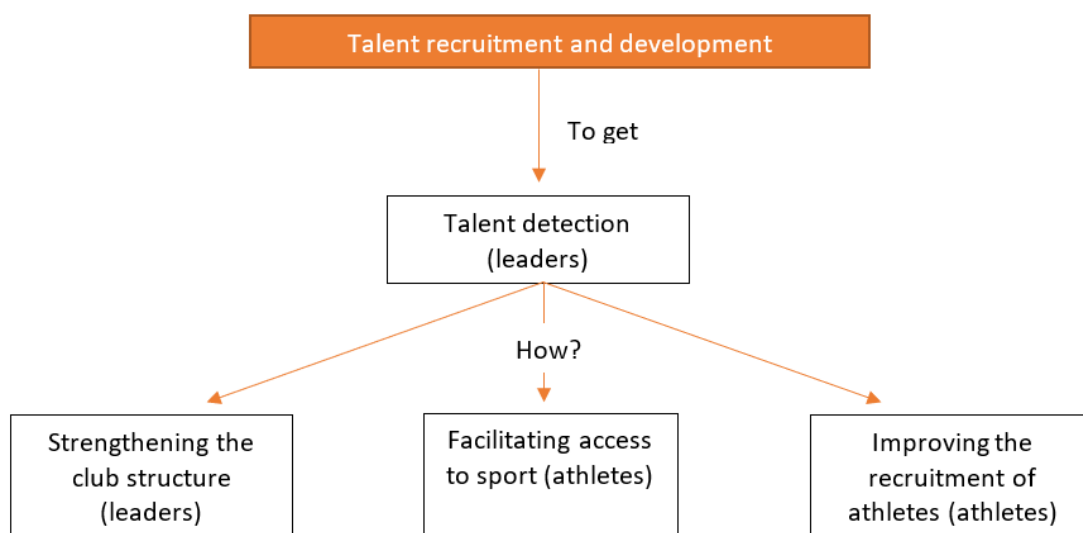 Talent recruitment and development
To get
Talent detection
(leaders)
How?
Strengthening the
club structure
(leaders)
Facilitating access
to sport (athletes)
Improving the
recruitment of
athletes (athletes)